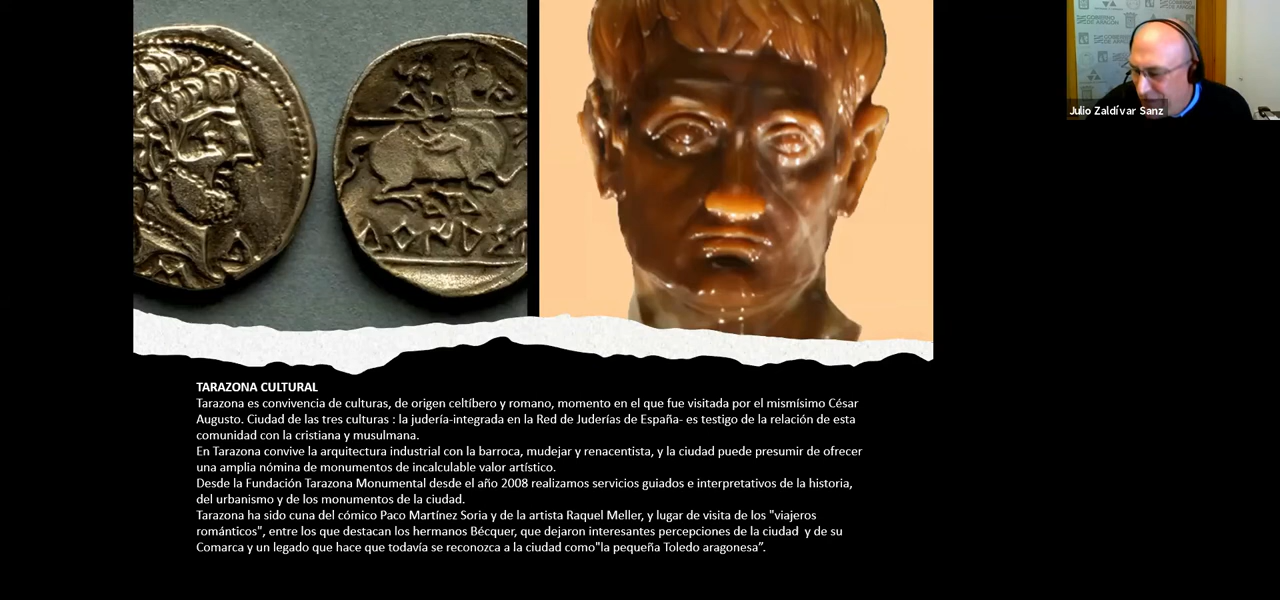 GOBIERNO
DE ARAGON
Julio Zaldívar Sanz
TARAZONA CULTURAL
Tarazona es convivencia de culturas, de origen celtíbero y romano, momento en el que fue visitada por el mismísimo César
Augusto. Ciudad de las tres culturas : la judería-integrada en la Red de Juderías de España- es testigo de la relación de esta
comunidad con la cristiana y musulmana.
En Tarazona convive la arquitectura industrial con la barroca, mudejar y renacentista, y la ciudad puede presumir de ofrecer
una amplia nómina de monumentos de incalculable valor artístico.
Desde la Fundación Tarazona Monumental desde el año 2008 realizamos servicios guiados e interpretativos de la historia,
del urbanismo y de los monumentos de la ciudad.
Tarazona ha sido cuna del cómico Paco Martínez Soria y de la artista Raquel Meller, y lugar de visita de los "viajeros
románticos", entre los que destacan los hermanos Bécquer, que dejaron interesantes percepciones de la ciudad  y de su
Comarca y un legado que hace que todavía se reconozca a la ciudad como"la pequeña Toledo aragonesa”.